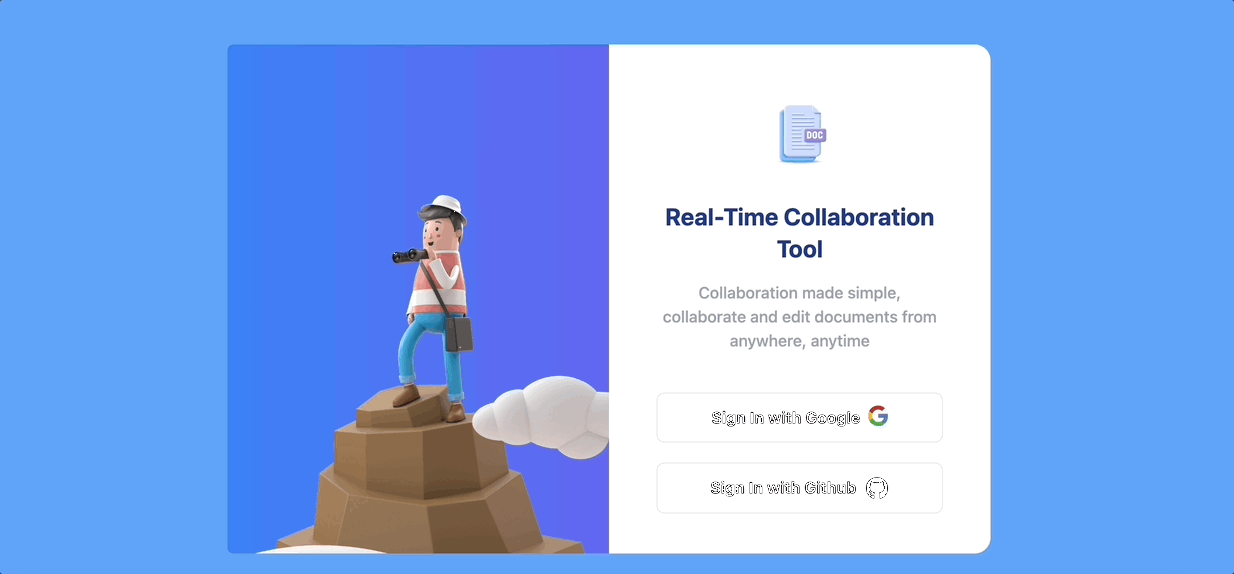 DOC
Real-Time Collaboration
Tool
Collaboration made simple,
collaborate and edit documents from
anywhere, anytime
Sign In with Google
Sign In with Github